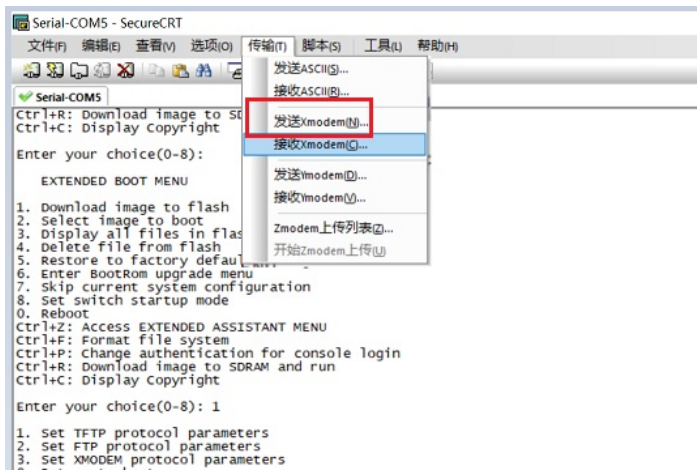 Serial-COM5 - SecureCRT
文件(F) 编辑(E) 查看(V) 选项(O) 传输(T) 脚本(S) 工具(L) 帮助(H)
发送ASCII(S)...
接收ASCII(R)...
发送Xmodem(N)...
接收Xmodem(C)...
发送Ymodem(D)...
接收Ymodem(V)...
Zmodem上传列表(Z)...
开始Zmodem上传(U)
Serial-COM5
Ctrl+R: Download image to SD
Ctrl+C: Display Copyright
Enter your choice(0-8):
EXTENDED BOOT MENU
1. Download image to flash
2. Select image to boot
3. Display all files in flas
4. Delete file from flash
5. Restore to factory defau
6. Enter BootRom upgrade menu
7. Skip current system configuration
8. Set switch startup mode
0. Reboot
Ctrl+Z: Access EXTENDED ASSISTANT MENU
Ctrl+F: Format file system
Ctrl+P: Change authentication for console login
Ctrl+R: Download image to SDRAM and run
Ctrl+C: Display Copyright
Enter your choice(0-8): 1
1. Set TFTP protocol parameters
2. Set FTP protocol parameters
3. Set XMODEM protocol parameters